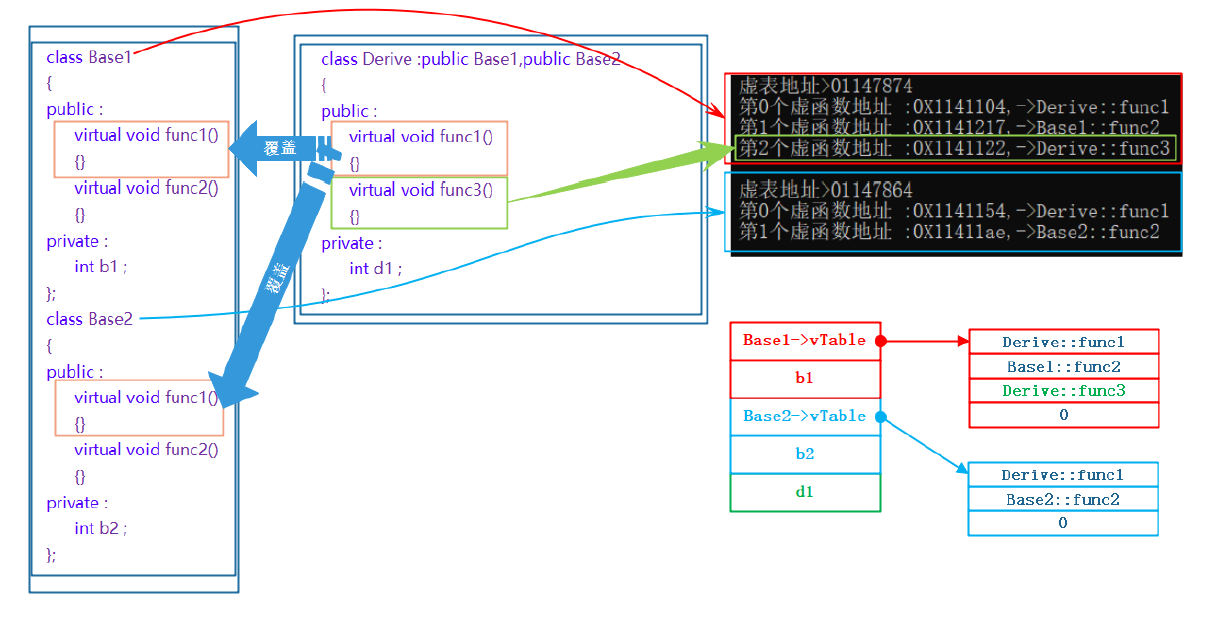 class Base1
{
public :
virtual void func1()
{}
virtual void func2()
{}
private :
int b1 ;
};
class Base2
{
public :
virtual void func1()
{}
virtual void func2()
{}
private :
int b2 ;
};
覆盖
覆盖
class Derive :public Base1,public Base2
{
public :
virtual void func1()
{}
virtual void func3()
{}
private :
int d1 ;
};
虚表地址>01147874
第0个虚函数地址 :0X1141104,->Derive::func1
第1个虚函数地址 :0X1141217,->Base1::func2
第2个虚函数地址 :0X1141122,->Derive::func3
虚表地址>01147864
第0个虚函数地址 :0X1141154,->Derive::func1
第1个虚函数地址 :0X11411ae,->Base2::func2
Base1->vTable
b1
Base2->vTable
b2
d1
Derive::func1
Base1::func2
Derive::func3
0
Derive::func1
Base2::func2
0